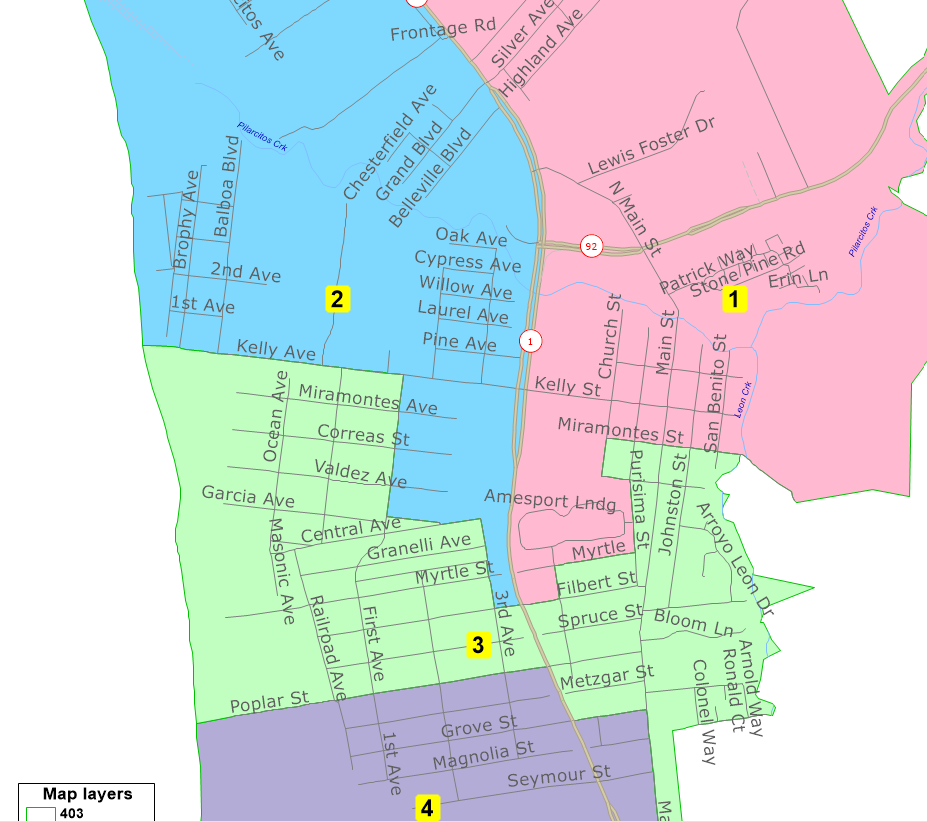 Frontage Rd
Silver Ave
Highland Ave
Pilarcitos Crk
Chesterfield Ave
Grand Blvd
Belleville Blvd
Lewis Foster Dr
N Main St
Brophy Ave
Balboa Blvd
2nd Ave
1st Ave
2
Oak Ave
Cypress Ave
Willow Ave
Laurel Ave
Pine Ave
92
1
Patrick Way
Stone Pine Rd
Erin Ln
Pilarcitos Crk
1
Church St
Main St
San Benito St
Leon Crk
Kelly Ave
Kelly St
Ocean Ave
Miramontes Ave
Correas St
Valdez Ave
Garcia Ave
Miramontes St
Purisima St
Johnston St
Amesport Lndg
Masonic Ave
Central Ave
Granelli Ave
Myrtle St
Myrtle
Filbert St
Arroyo Leon Dr
Railroad Ave
First Ave
3rd Ave
3
Spruce St
Bloom Ln
Metzgar St
Arnold Way
Ronald Ct
Colonel Way
Poplar St
1st Ave
Grove St
Magnolia St
Seymour St
4
Map layers
403